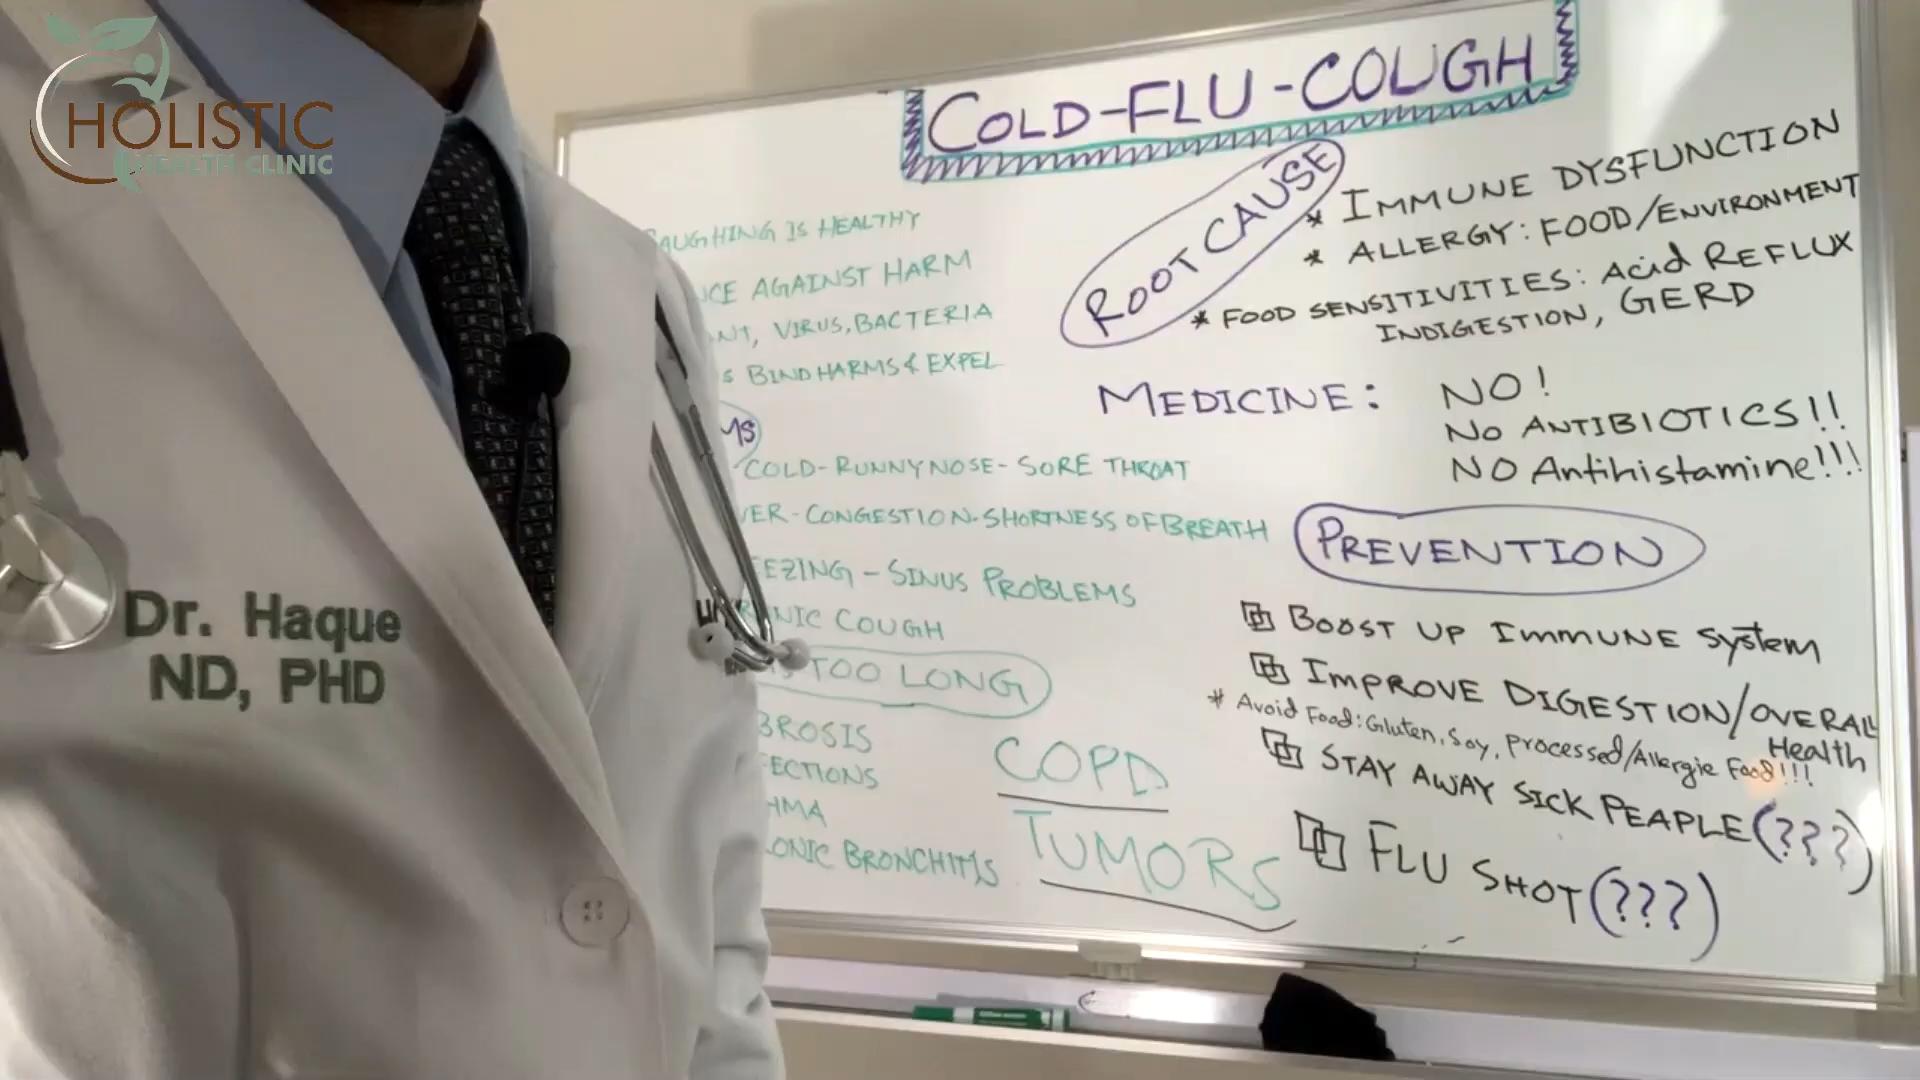 HOLISTIC
HEALTH CLINIC
Dr. Haque
ND, PHD
COLD-FLU-COUGH
IS HEALTHY
AGAINST HARM
VIRUS, BACTERIA
BIND HARMS & EXPEL
COLD-RUNNY NOSE-SORE THROAT
CONGESTION-SHORTNESS OF BREATH
SINUS PROBLEMS
COUGH
TOO LONG
BRONCHITIS
COPD
TUMORS
ROOT CAUSE
* IMMUNE DYSFUNCTION
* ALLERGY: FOOD/ENVIRONMENT
* FOOD SENSITIVITIES: Acid REFLUX
INDIGESTION, GERD
MEDICINE: NO!
NO ANTIBIOTICS!!
NO Antihistamine!!!
PREVENTION
BOOST UP IMMUNE System
IMPROVE DIGESTION/OVERALL
Health
* Avoid Food: Gluten, Soy, Processed/Allergie Food!!!
STAY AWAY SICK PEAPLE (???)
FLU SHOT (???)